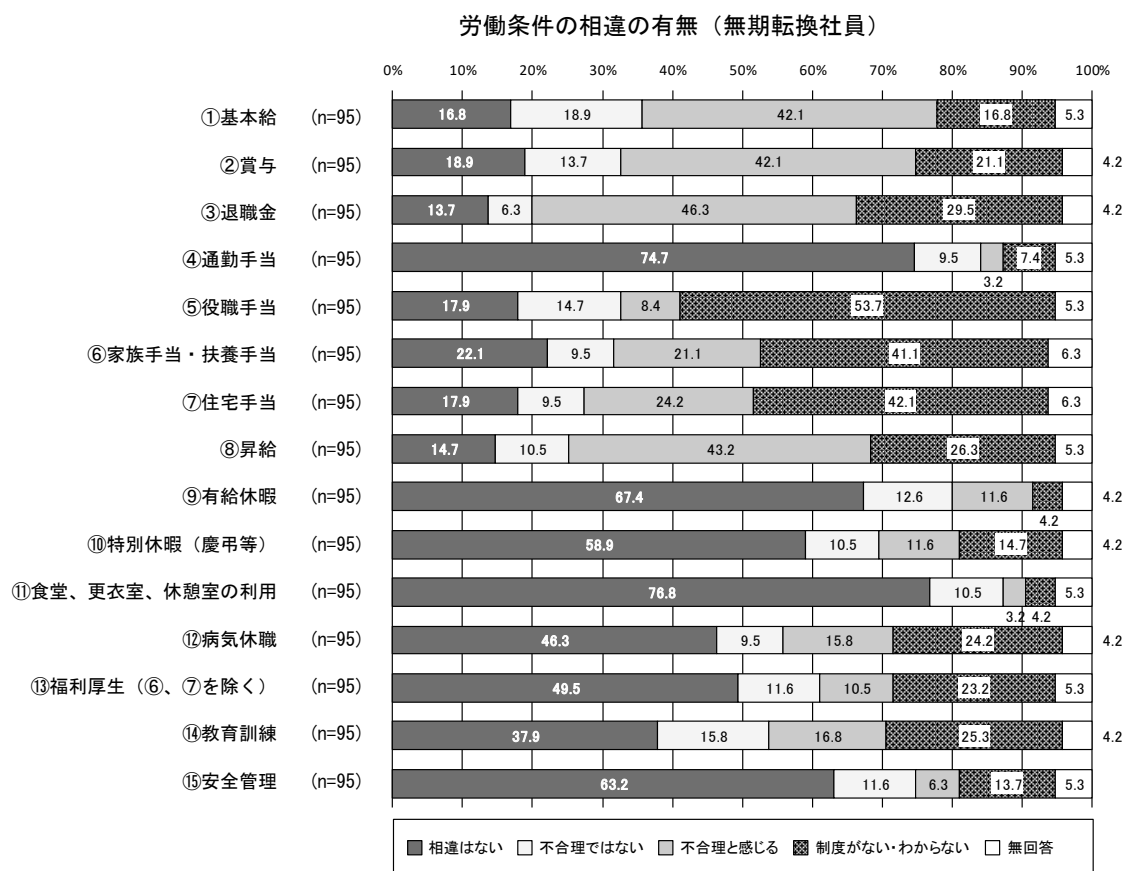 労働条件の相違の有無（無期転換社員）
0% 10% 20% 30% 40% 50% 60% 70% 80% 90% 100%
①基本給 (n=95) 16.8 18.9 42.1 16.8 5.3
②賞与 (n=95) 18.9 13.7 42.1 21.1 4.2
③退職金 (n=95) 13.7 6.3 46.3 29.5 4.2
④通勤手当 (n=95) 74.7 9.5 3.2 7.4 5.3
⑤役職手当 (n=95) 17.9 14.7 8.4 53.7 5.3
⑥家族手当・扶養手当 (n=95) 22.1 9.5 21.1 41.1 6.3
⑦住宅手当 (n=95) 17.9 9.5 24.2 42.1 6.3
⑧昇給 (n=95) 14.7 10.5 43.2 26.3 5.3
⑨有給休暇 (n=95) 67.4 12.6 11.6 4.2 4.2
⑩特別休暇（慶弔等） (n=95) 58.9 10.5 11.6 14.7 4.2
⑪食堂、更衣室、休憩室の利用 (n=95) 76.8 10.5 3.2 4.2 5.3
⑫病気休職 (n=95) 46.3 9.5 15.8 24.2 4.2
⑬福利厚生（⑥、⑦を除く） (n=95) 49.5 11.6 10.5 23.2 5.3
⑭教育訓練 (n=95) 37.9 15.8 16.8 25.3 4.2
⑮安全管理 (n=95) 63.2 11.6 6.3 13.7 5.3
相違はない 不合理ではない 不合理と感じる 制度がない・わからない 無回答